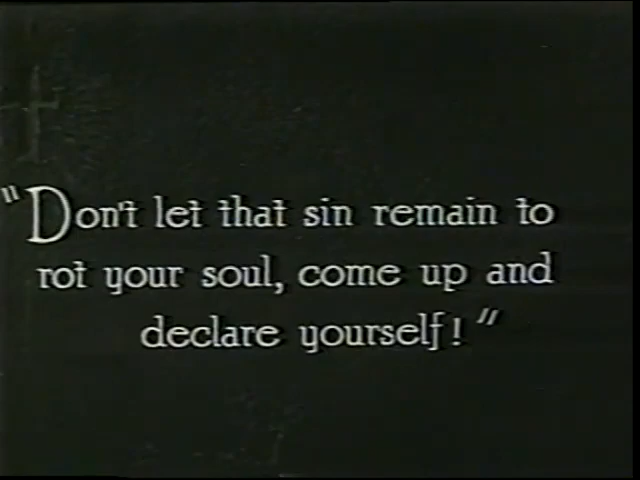 "Don't let that sin remain to
rot your soul, come up and
declare yourself!"